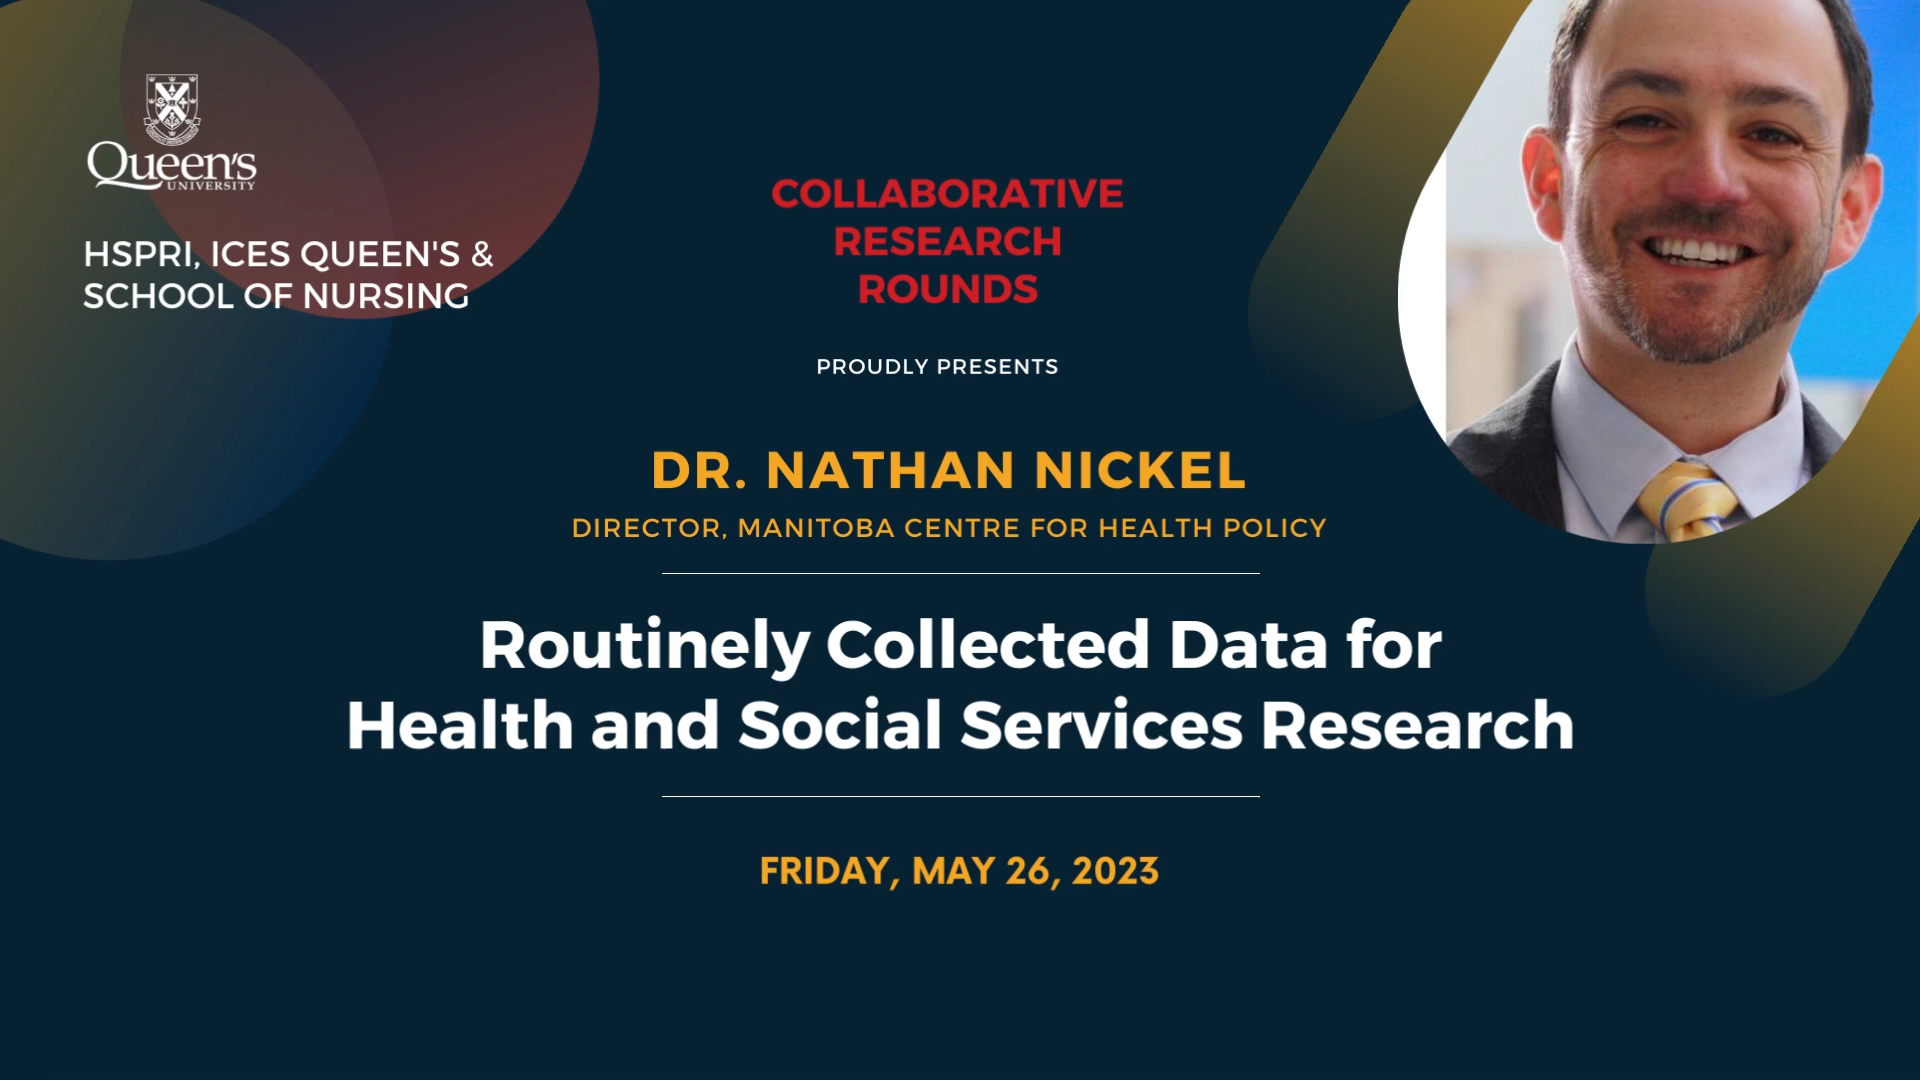 Queen's
UNIVERSITY
HSPRI, ICES QUEEN'S &
SCHOOL OF NURSING
COLLABORATIVE
RESEARCH
ROUNDS
PROUDLY PRESENTS
DR. NATHAN NICKEL
DIRECTOR, MANITOBA CENTRE FOR HEALTH POLICY
Routinely Collected Data for
Health and Social Services Research
FRIDAY, MAY 26, 2023